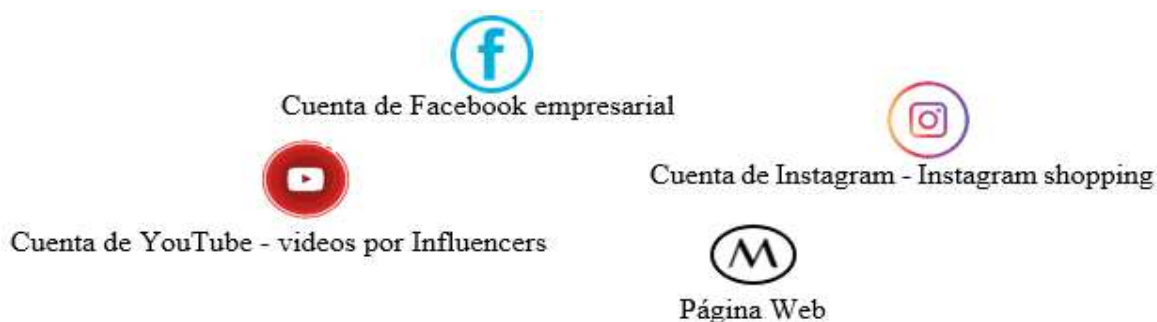 f
Cuenta de Facebook empresarial
Cuenta de Instagram - Instagram shopping
Cuenta de YouTube - videos por Influencers
M
Página Web